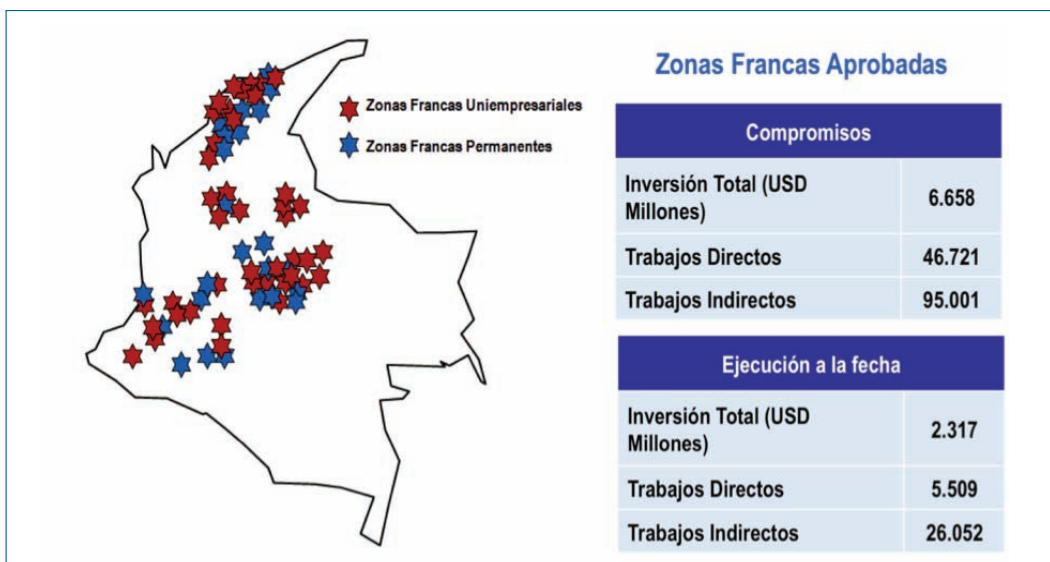 Zonas Francas Uniempresariales
Zonas Francas Permanentes
Zonas Francas Aprobadas
Compromisos
Inversión Total (USD
Millones)
6.658
Trabajos Directos
46.721
Trabajos Indirectos
95.001
Ejecución a la fecha
Inversión Total (USD
Millones)
2.317
Trabajos Directos
5.509
Trabajos Indirectos
26.052